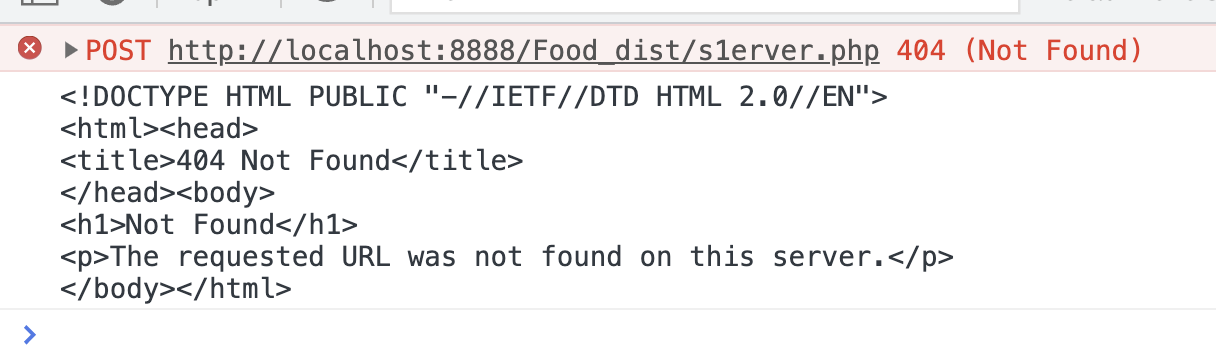 POST http://localhost:8888/Food_dist/s1erver.php 404 (Not Found)
<!DOCTYPE HTML PUBLIC "-//IETF//DTD HTML 2.0//EN">
<html><head>
<title>404 Not Found</title>
</head><body>
<h1>Not Found</h1>
<p>The requested URL was not found on this server.</p>
</body></html>